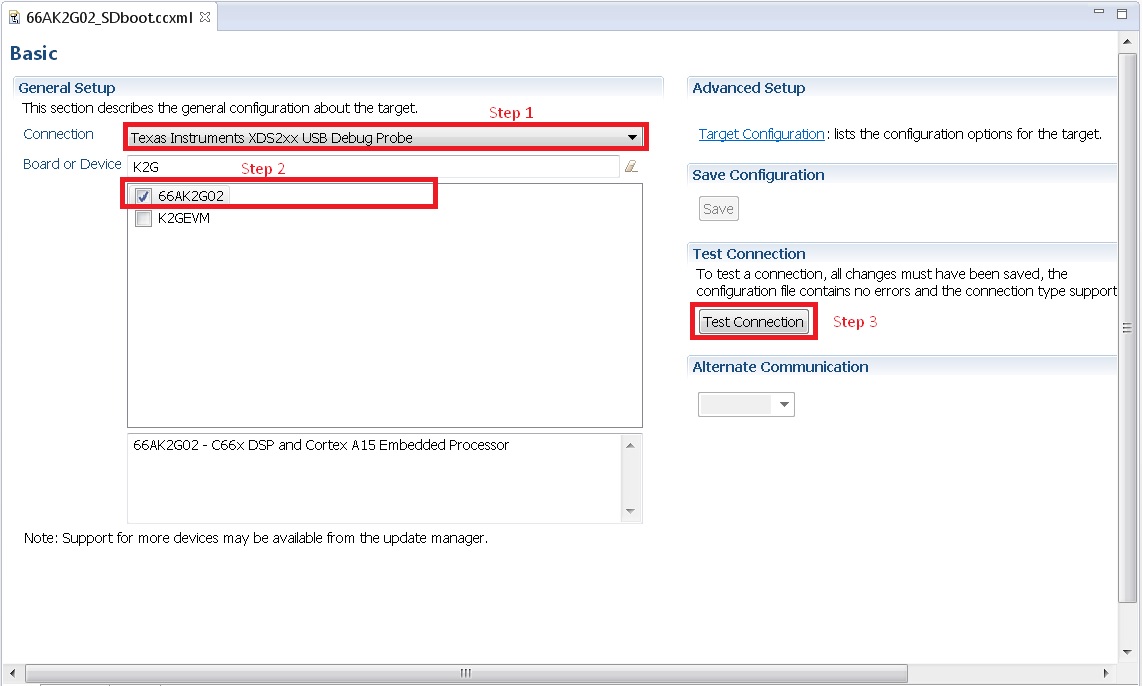 66AK2G02_SDboot.ccxml
Basic
General Setup
This section describes the general configuration about the target.
Step 1
Connection
Texas Instruments XDS2xx USB Debug Probe
Board or Device
K2G
Step 2
66AK2G02
K2GEVM
66AK2G02 - C66x DSP and Cortex A15 Embedded Processor
Note: Support for more devices may be available from the update manager.
Advanced Setup
Target Configuration: lists the configuration options for the target.
Save Configuration
Save
Test Connection
To test a connection, all changes must have been saved, the
configuration file contains no errors and the connection type support
Test Connection
Step 3
Alternate Communication